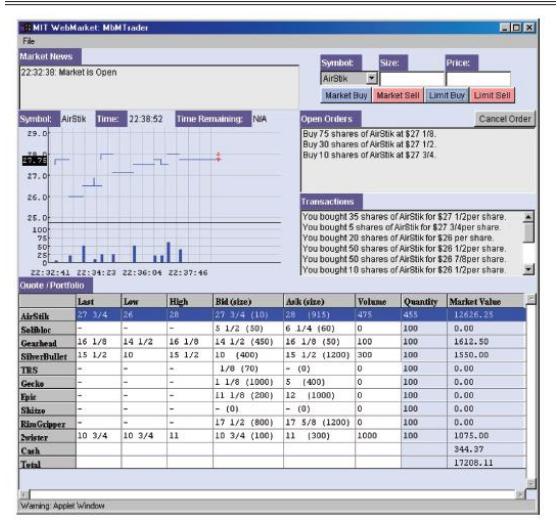 MIT WebMarket: MbMTrader
File
Market News
22:32:38: Market is Open
Symbol: Size: Price:
AirStik
Market Buy Market Sell Limit Buy Limit Sell
Symbol: AirStik Time: 22:38:52 Time Remaining: N/A
29.0
27.75
27.0
26.0
25.0
100
75
50
25
0
22:32:41 22:34:23 22:36:04 22:37:46
Open Orders Cancel Order
Buy 75 shares of AirStik at $27 1/8.
Buy 30 shares of AirStik at $27 1/2.
Buy 10 shares of AirStik at $27 3/4.
Transactions
You bought 35 shares of AirStik for $27 1/2per share.
You bought 5 shares of AirStik for $27 3/4per share.
You bought 20 shares of AirStik for $26 per share.
You bought 50 shares of AirStik for $26 1/2per share.
You bought 50 shares of AirStik for $26 7/8per share.
You bought 10 shares of AirStik for $26 1/2per share.
Quote / Portfolio
Last Low High Bid (size) Ask (size) Volume Quantity Market Value
AirStik 27 3/4 26 28 27 3/4 (10) 28 (915) 475 455 12626.25
Solibloc - - - 5 1/2 (50) 6 1/4 (60) 0 100 0.00
Gearhead 16 1/8 14 1/2 16 1/8 14 1/2 (450) 16 1/8 (50) 100 100 1612.50
SilverBullet 15 1/2 10 15 1/2 10 (400) 15 1/2 (1200) 300 100 1550.00
TRS - - - 1/8 (70) - (0) 0 100 0.00
Gecko - - - 1 1/8 (1000) 5 (400) 0 100 0.00
Epic - - - 11 1/8 (200) 12 (1000) 0 100 0.00
Shitzo - - - - (0) - (0) 0 100 0.00
RimGripper - - - 17 1/2 (800) 17 5/8 (1200) 0 100 0.00
2wister 10 3/4 10 3/4 11 10 3/4 (100) 11 (300) 1000 100 1075.00
Cash 344.37
Total 17208.11
Warning: Applet Window